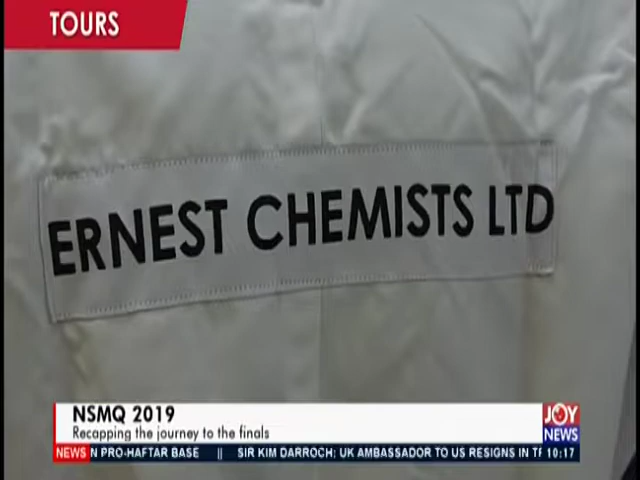 TOURS
ERNEST CHEMISTS LTD
NSMQ 2019
Recapping the journey to the finals
JOY
NEWS
NEWS N PRO-HAFTAR BASE || SIR KIM DARROCH: UK AMBASSADOR TO US RESIGNS IN 10:17